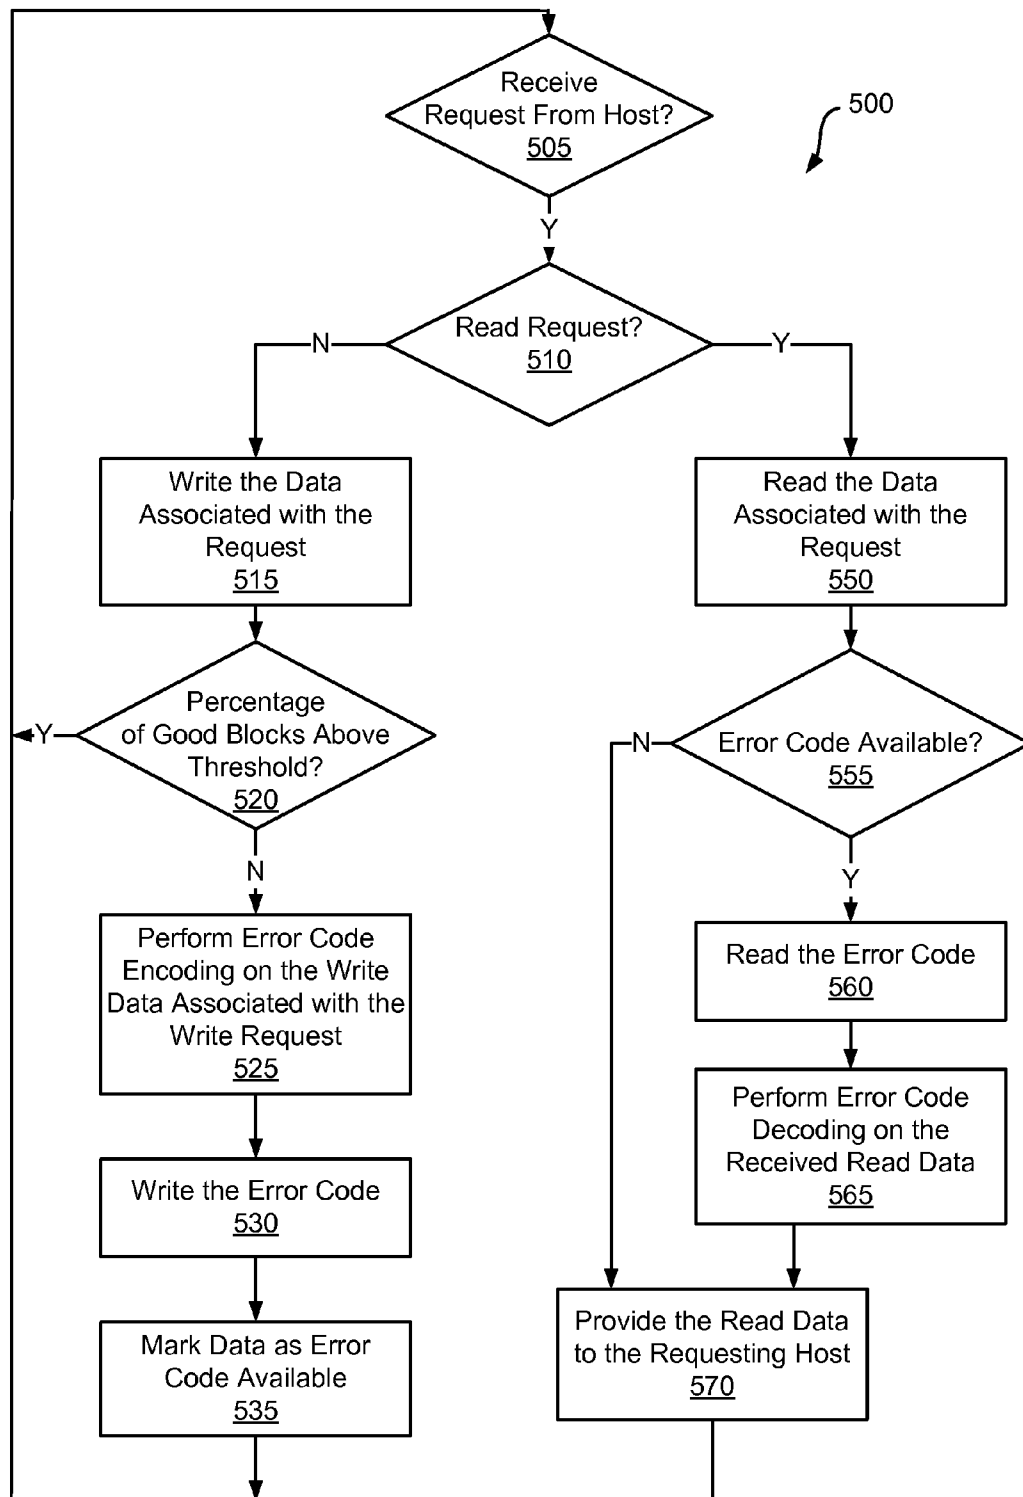 Receive
Request From Host?
505
500
Y
Read Request?
510
N
Y
Write the Data
Associated with the
Request
515
Read the Data
Associated with the
Request
550
Percentage
of Good Blocks Above
Threshold?
520
Y
N
Error Code Available?
555
N
Y
Perform Error Code
Encoding on the Write
Data Associated with the
Write Request
525
Read the Error Code
560
Perform Error Code
Decoding on the
Received Read Data
565
Write the Error Code
530
Provide the Read Data
to the Requesting Host
570
Mark Data as Error
Code Available
535